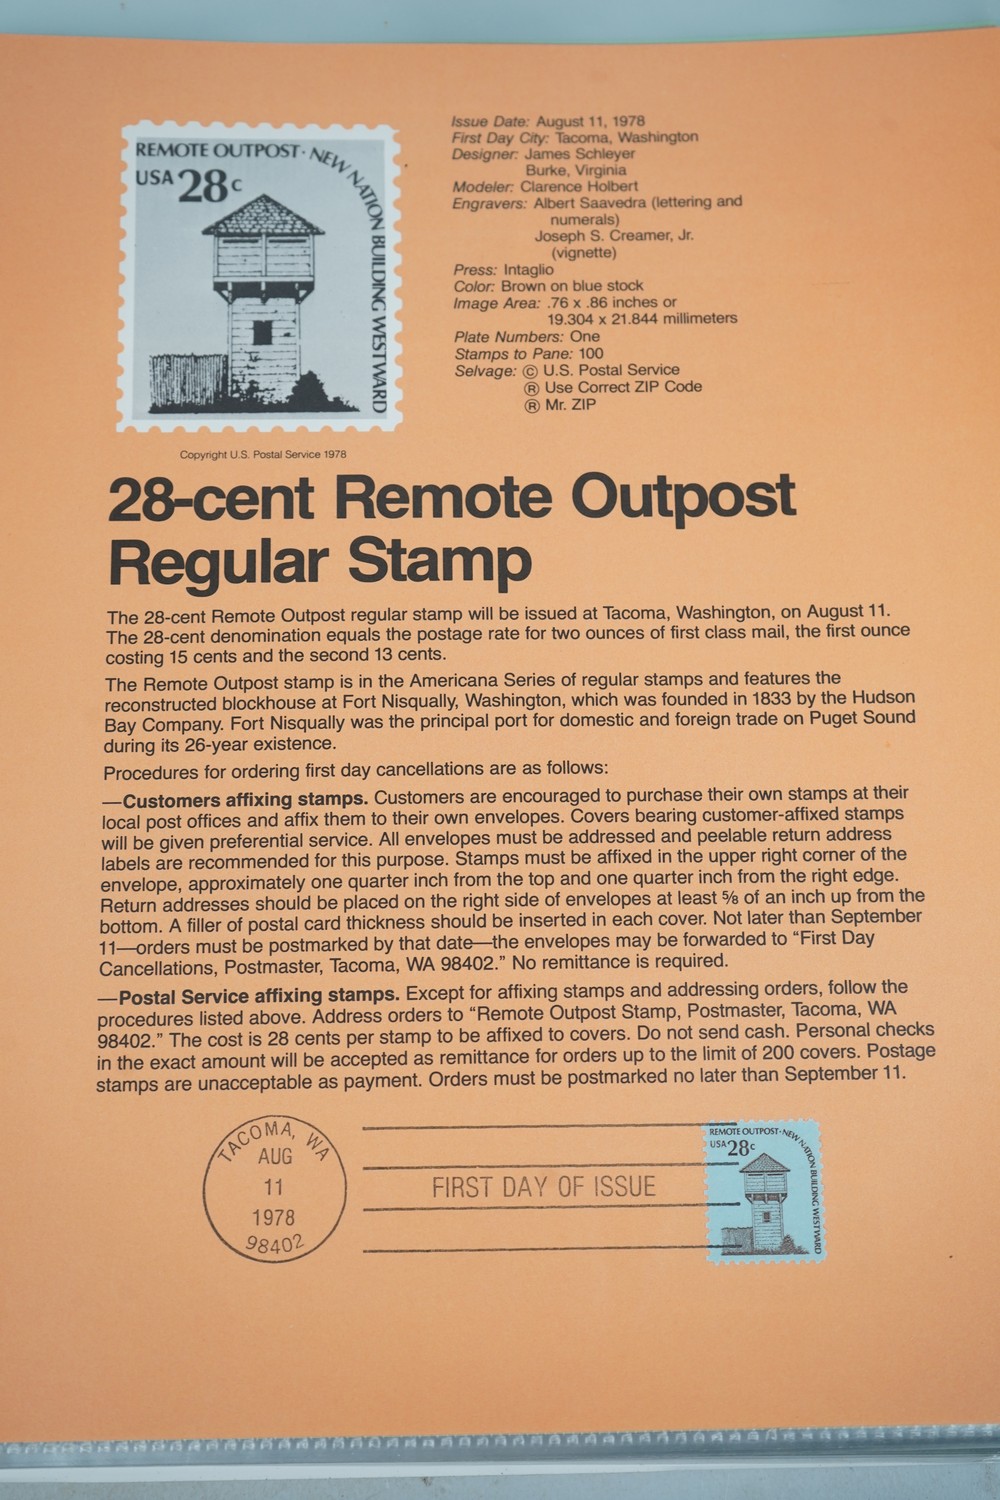 REMOTE OUTPOST · NEW NATION BUILDING WESTWARD
USA 28c
Copyright U.S. Postal Service 1978
Issue Date: August 11, 1978
First Day City: Tacoma, Washington
Designer: James Schleyer
Burke, Virginia
Modeler: Clarence Holbert
Engravers: Albert Saavedra (lettering and
numerals)
Joseph S. Creamer, Jr.
(vignette)
Press: Intaglio
Color: Brown on blue stock
Image Area: .76 x .86 inches or
19.304 x 21.844 millimeters
Plate Numbers: One
Stamps to Pane: 100
Selvage: © U.S. Postal Service
® Use Correct ZIP Code
® Mr. ZIP
28-cent Remote Outpost
Regular Stamp
The 28-cent Remote Outpost regular stamp will be issued at Tacoma, Washington, on August 11.
The 28-cent denomination equals the postage rate for two ounces of first class mail, the first ounce
costing 15 cents and the second 13 cents.
The Remote Outpost stamp is in the Americana Series of regular stamps and features the
reconstructed blockhouse at Fort Nisqually, Washington, which was founded in 1833 by the Hudson
Bay Company. Fort Nisqually was the principal port for domestic and foreign trade on Puget Sound
during its 26-year existence.
Procedures for ordering first day cancellations are as follows:
—Customers affixing stamps. Customers are encouraged to purchase their own stamps at their
local post offices and affix them to their own envelopes. Covers bearing customer-affixed stamps
will be given preferential service. All envelopes must be addressed and peelable return address
labels are recommended for this purpose. Stamps must be affixed in the upper right corner of the
envelope, approximately one quarter inch from the top and one quarter inch from the right edge.
Return addresses should be placed on the right side of envelopes at least ⅝ of an inch up from the
bottom. A filler of postal card thickness should be inserted in each cover. Not later than September
11—orders must be postmarked by that date—the envelopes may be forwarded to “First Day
Cancellations, Postmaster, Tacoma, WA 98402.” No remittance is required.
—Postal Service affixing stamps. Except for affixing stamps and addressing orders, follow the
procedures listed above. Address orders to “Remote Outpost Stamp, Postmaster, Tacoma, WA
98402.” The cost is 28 cents per stamp to be affixed to covers. Do not send cash. Personal checks
in the exact amount will be accepted as remittance for orders up to the limit of 200 covers. Postage
stamps are unacceptable as payment. Orders must be postmarked no later than September 11.
TACOMA, WA
AUG
11
1978
98402
FIRST DAY OF ISSUE
REMOTE OUTPOST · NEW NATION BUILDING WESTWARD
USA 28c